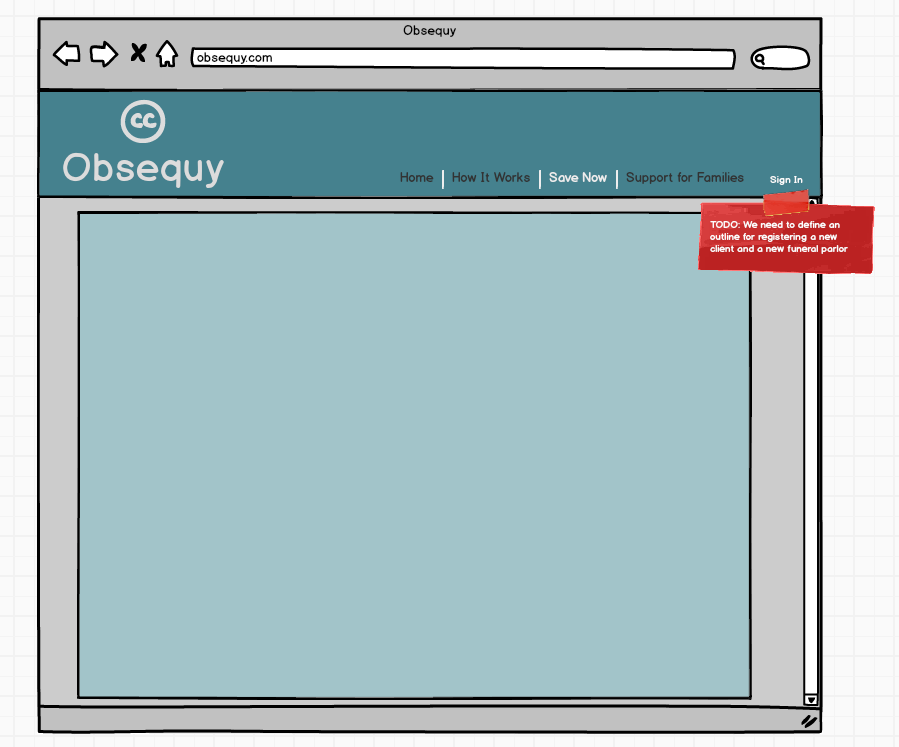 Obsequy
obsequy.com
cc
Obsequy
Home How It Works Save Now Support for Families Sign In
TODO: We need to define an
outline for registering a new
client and a new funeral parlor